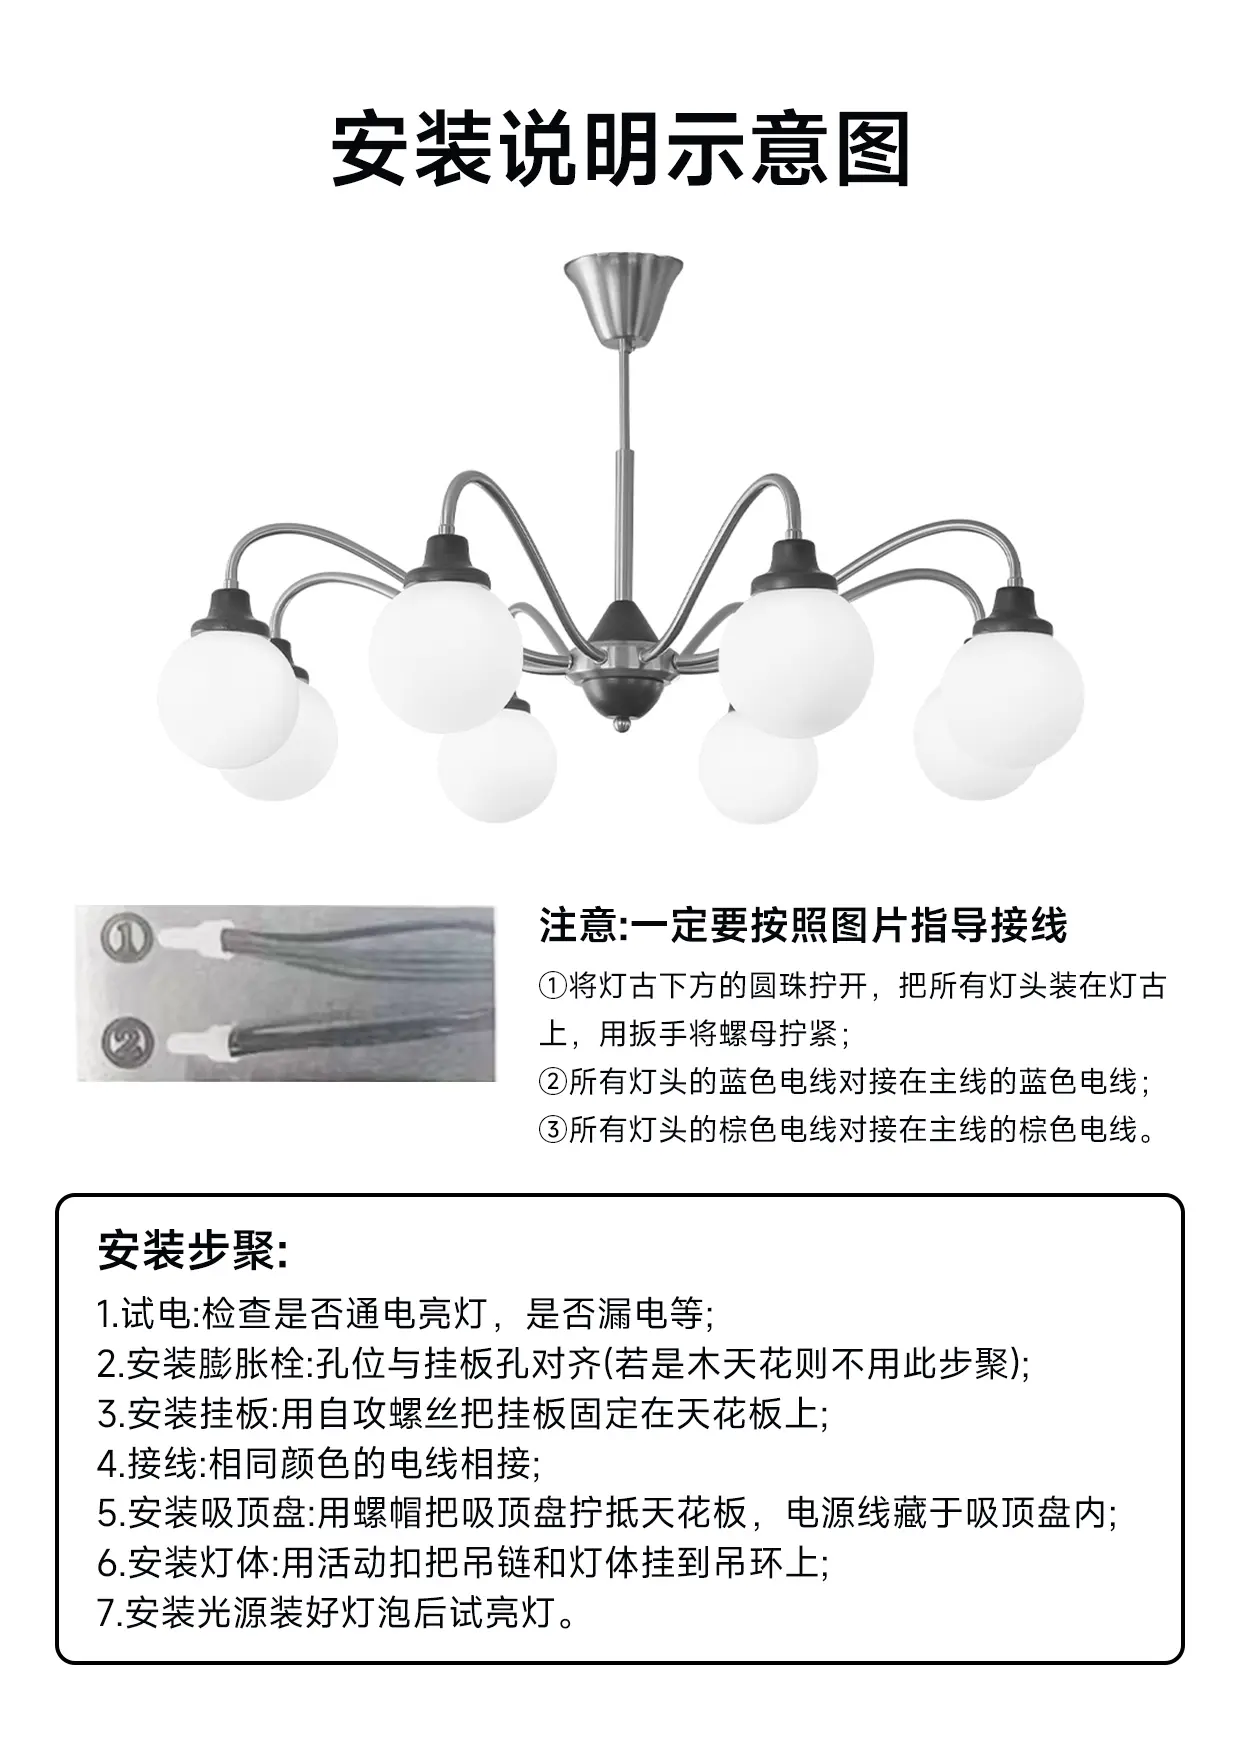 安装说明示意图
①
②
注意:一定要按照图片指导接线
①将灯古下方的圆珠拧开，把所有灯头装在灯古
上，用扳手将螺母拧紧；
②所有灯头的蓝色电线对接在主线的蓝色电线；
③所有灯头的棕色电线对接在主线的棕色电线。
安装步聚:
1.试电:检查是否通电亮灯，是否漏电等;
2.安装膨胀栓:孔位与挂板孔对齐(若是木天花则不用此步聚);
3.安装挂板:用自攻螺丝把挂板固定在天花板上;
4.接线:相同颜色的电线相接;
5.安装吸顶盘:用螺帽把吸顶盘拧抵天花板，电源线藏于吸顶盘内;
6.安装灯体:用活动扣把吊链和灯体挂到吊环上;
7.安装光源装好灯泡后试亮灯。